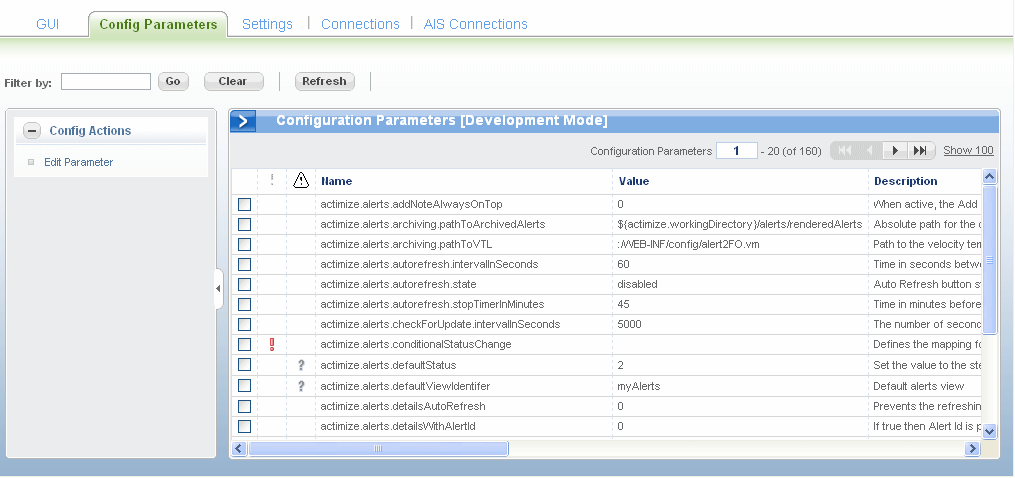 GUI Config Parameters Settings Connections AIS Connections
Filter by: Go Clear Refresh
Config Actions
Edit Parameter
Configuration Parameters [Development Mode]
Configuration Parameters 1 - 20 (of 160) Show 100
! Name Value Description
actimize.alerts.addNoteAlwaysOnTop 0 When active, the Add
actimize.alerts.archiving.pathToArchivedAlerts ${actimize.workingDirectory}/alerts/renderedAlerts Absolute path for the
actimize.alerts.archiving.pathToVTL :/WEB-INF/config/alert2FO.vm Path to the velocity
actimize.alerts.autorefresh.intervalInSeconds 60 Time in seconds
actimize.alerts.autorefresh.state disabled Auto Refresh button
actimize.alerts.autorefresh.stopTimerInMinutes 45 Time in minutes before
actimize.alerts.checkForUpdate.intervalInSeconds 5000 The number of
! actimize.alerts.conditionalStatusChange Defines the mapping
? actimize.alerts.defaultStatus 2 Set the value to the
? actimize.alerts.defaultViewIdentifer myAlerts Default alerts view
actimize.alerts.detailsAutoRefresh 0 Prevents the
actimize.alerts.detailsWithAlertId 0 If true then Alert Id is